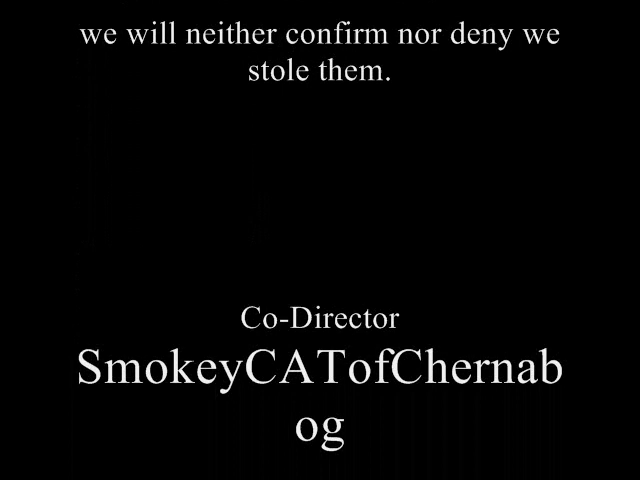 we will neither confirm nor deny we
stole them.
Co-Director
SmokeyCATofChernab
og